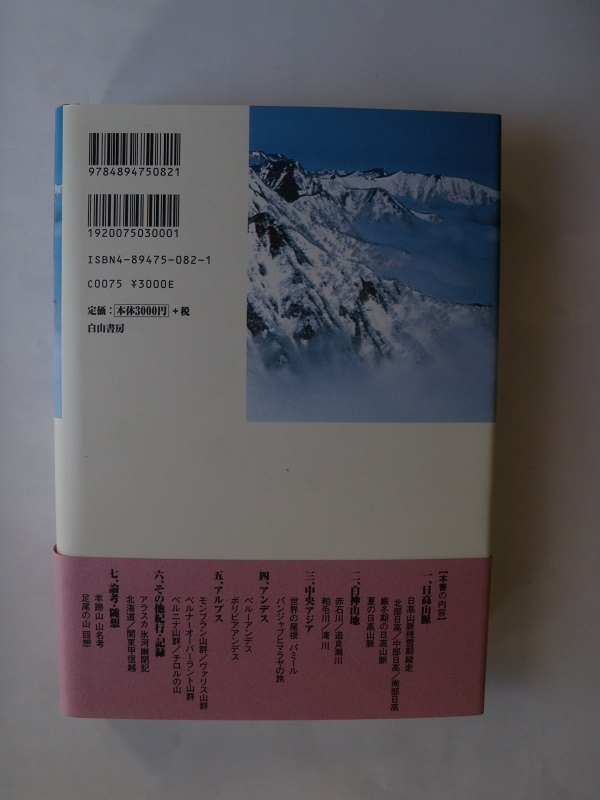 9784894750821
1920075030001
ISBN4-89475-082-1
C0075 ¥3000E
定価：本体3000円＋税
白山書房
【本書の内容】
一、日高山脈
日高山脈残雪期縦走
北部日高／中部日高／南部日高
厳冬期の日高山脈
夏の日高山脈
二、白神山地
赤石川／追良瀬川
粕毛川／滝川
三、中央アジア
世界の尾根 パミール
パンジャブヒマラヤの旅
四、アンデス
ペルーアンデス
ボリビアアンデス
五、アルプス
モンブラン山群／ヴァリス山群
ベルナーオーバーラント山群
ベルニナ山群／チロルの山
六、その他紀行・記録
アラスカ氷河幽閉記
北海道／関東甲信越
七、論考・随想
羊蹄山 山名考
足尾の山 回想